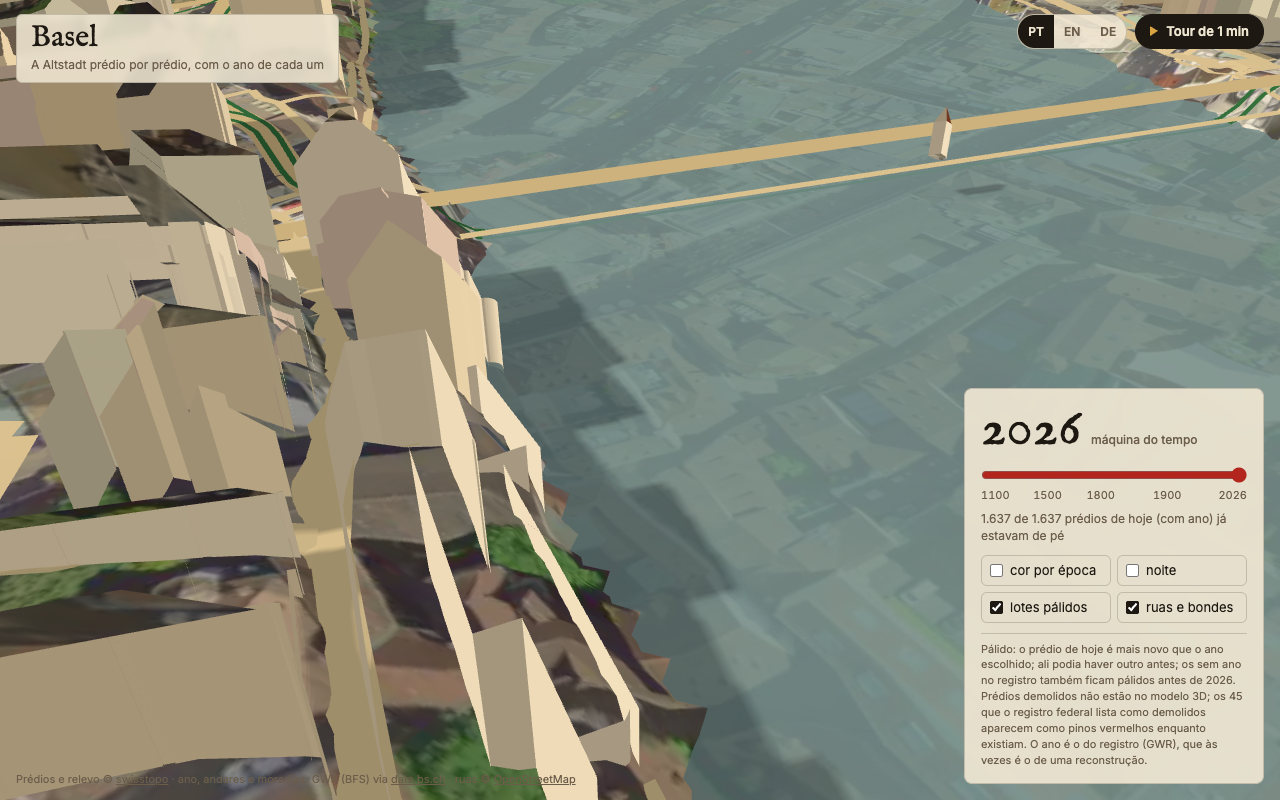 Basel
A Altstadt prédio por prédio, com o ano de cada um
PT EN DE
Tour de 1 min
2026 máquina do tempo
1100 1500 1800 1900 2026
1.637 de 1.637 prédios de hoje (com ano) já
estavam de pé
cor por época
noite
lotes pálidos
ruas e bondes
Pálido: o prédio de hoje é mais novo que o ano
escolhido; ali podia haver outro antes; os sem ano
no registro também ficam pálidos antes de 2026.
Prédios demolidos não estão no modelo 3D; os 45
que o registro federal lista como demolidos
aparecem como pinos vermelhos enquanto
existiam. O ano é o do registro (GWR), que às
vezes é o de uma reconstrução.
Prédios e relevo © swisstopo · ano, GWR (BFS) via